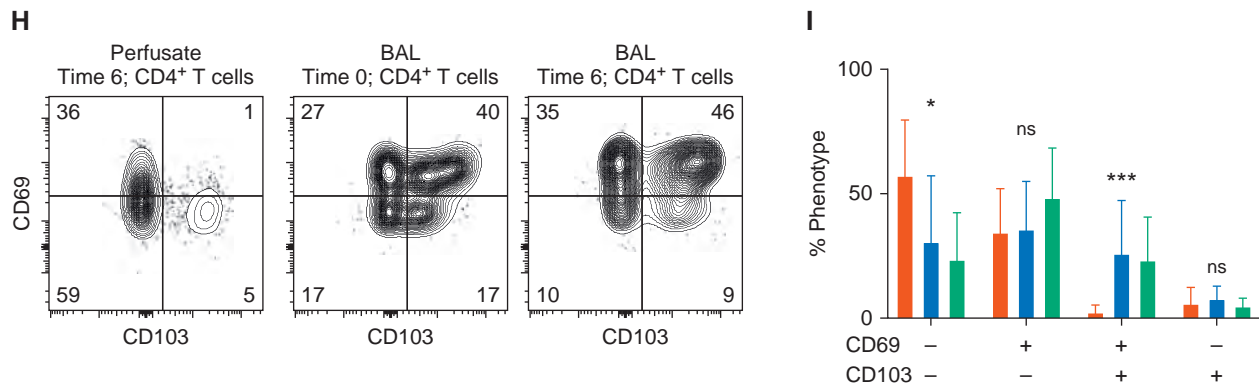 H
Perfusate
Time 6; CD4+ T cells
BAL
Time 0; CD4+ T cells
BAL
Time 6; CD4+ T cells
CD69
36 1
59 5
27 40
17 17
35 46
10 9
CD103 CD103 CD103
I
100
50
0
% Phenotype
*
ns
***
ns
CD69 – + + –
CD103 – – + +